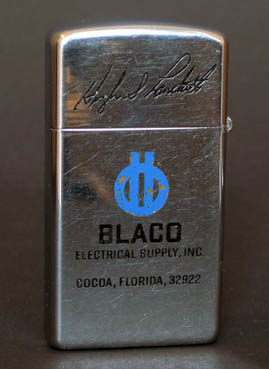 BLACO
ELECTRICAL SUPPLY, INC.
COCOA, FLORIDA, 32922